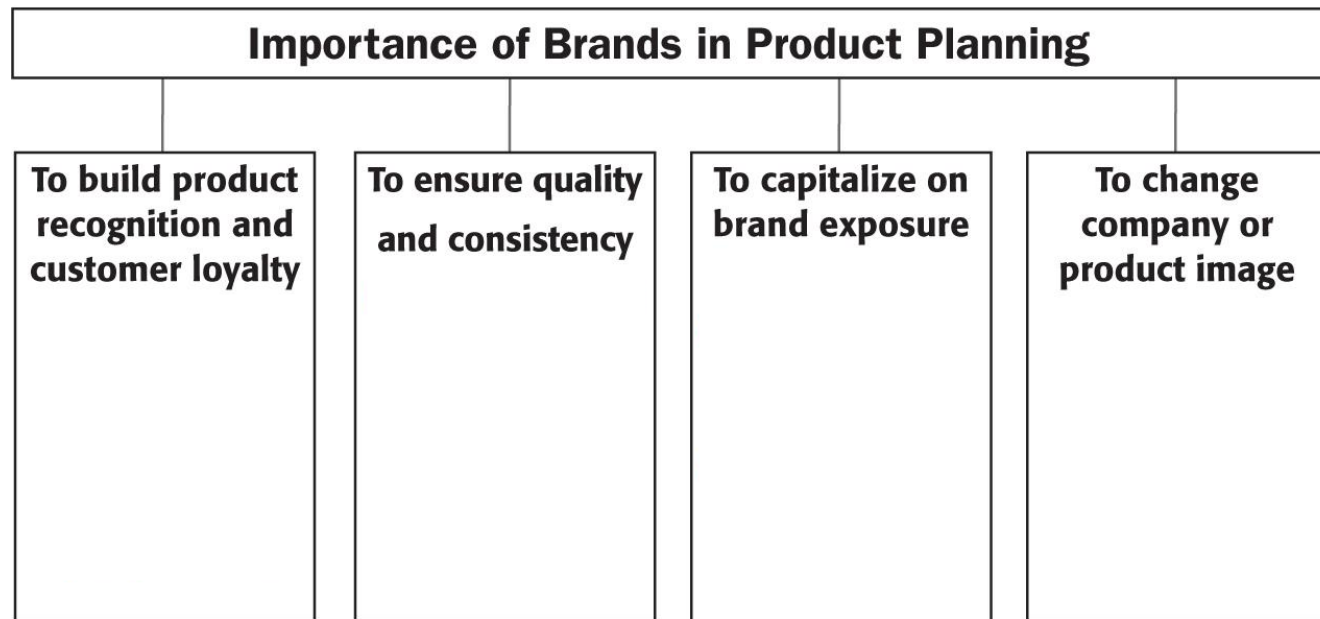 Importance of Brands in Product Planning
To build product
recognition and
customer loyalty
To ensure quality
and consistency
To capitalize on
brand exposure
To change
company or
product image